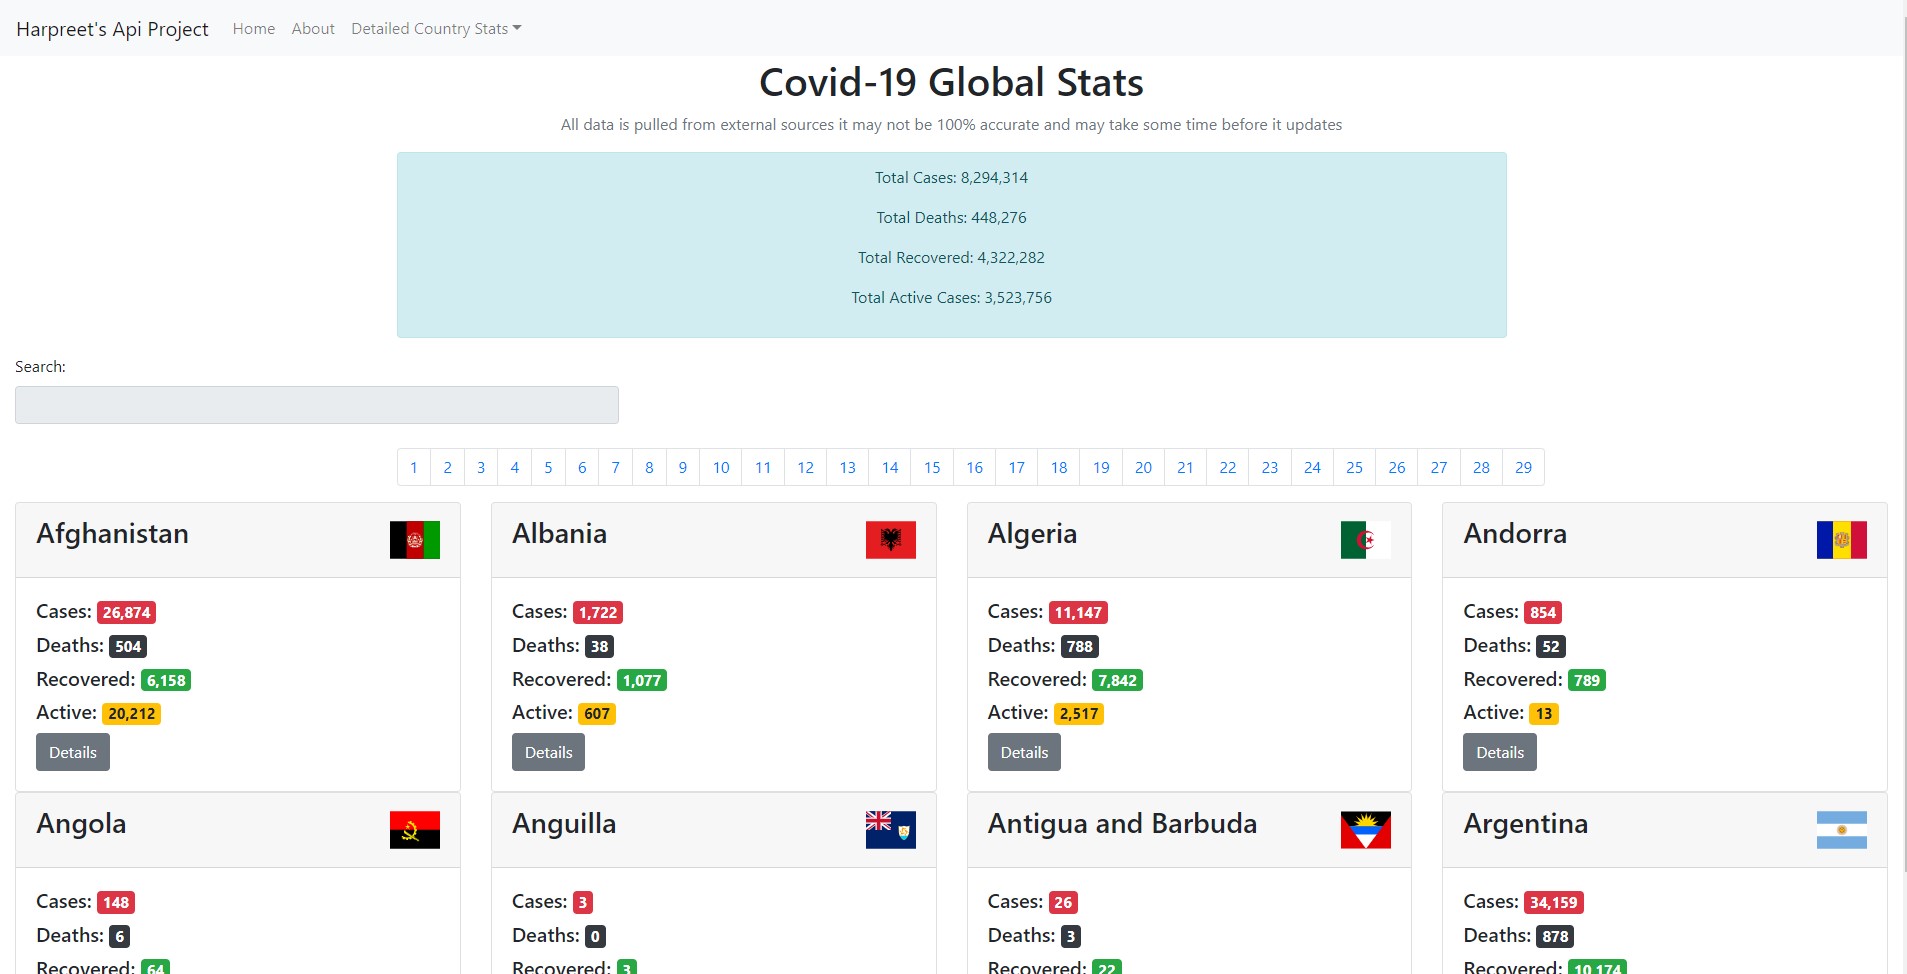 Harpreet's Api Project Home About Detailed Country Stats
Covid-19 Global Stats
All data is pulled from external sources it may not be 100% accurate and may take some time before it updates
Total Cases: 8,294,314
Total Deaths: 448,276
Total Recovered: 4,322,282
Total Active Cases: 3,523,756
Search:
1 2 3 4 5 6 7 8 9 10 11 12 13 14 15 16 17 18 19 20 21 22 23 24 25 26 27 28 29
Afghanistan
Cases: 26,874
Deaths: 504
Recovered: 6,158
Active: 20,212
Details
Albania
Cases: 1,722
Deaths: 38
Recovered: 1,077
Active: 607
Details
Algeria
Cases: 11,147
Deaths: 788
Recovered: 7,842
Active: 2,517
Details
Andorra
Cases: 854
Deaths: 52
Recovered: 789
Active: 13
Details
Angola
Cases: 148
Deaths: 6
Recovered: 64
Anguilla
Cases: 3
Deaths: 0
Recovered: 3
Antigua and Barbuda
Cases: 26
Deaths: 3
Recovered: 22
Argentina
Cases: 34,159
Deaths: 878
Recovered: 10,174